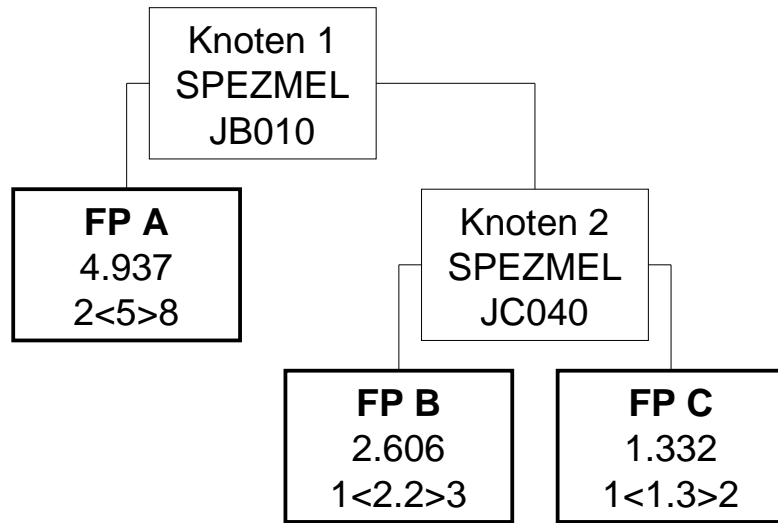 Knoten 1
SPEZMEL
JB010
FP A
4.937
2<5>8
Knoten 2
SPEZMEL
JC040
FP B
2.606
1<2.2>3
FP C
1.332
1<1.3>2